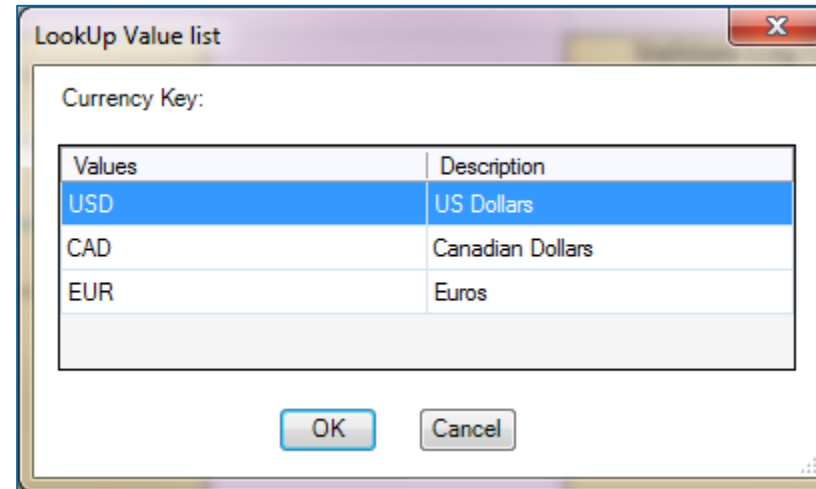 LookUp Value list
Currency Key:
Values Description
USD US Dollars
CAD Canadian Dollars
EUR Euros
OK Cancel